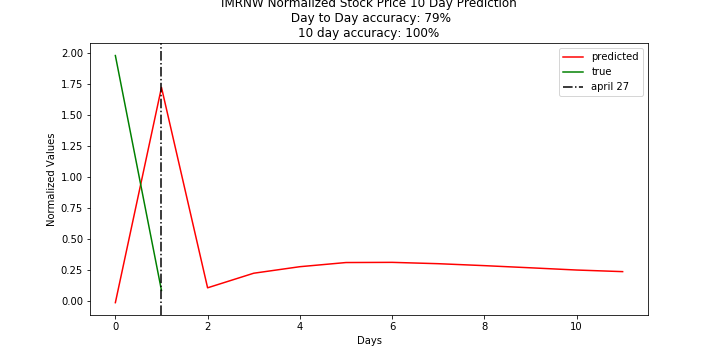 IMRNW Normalized Stock Price 10 Day Prediction
Day to Day accuracy: 79%
10 day accuracy: 100%
predicted
true
april 27
2.00
1.75
1.50
1.25
1.00
0.75
0.50
0.25
0.00
Normalized Values
0 2 4 6 8 10
Days